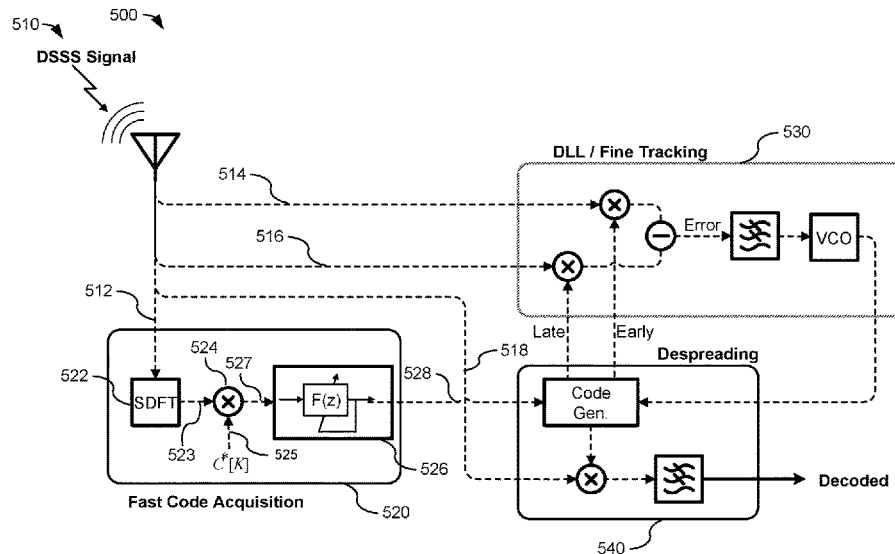 510
500
DSSS Signal
DLL / Fine Tracking
530
514
516
Error
VCO
512
Late
Early
518
Despreading
524
527
528
522
SDFT
F(z)
Code
Gen.
523
C*[K]
525
526
Fast Code Acquisition
520
Decoded
540